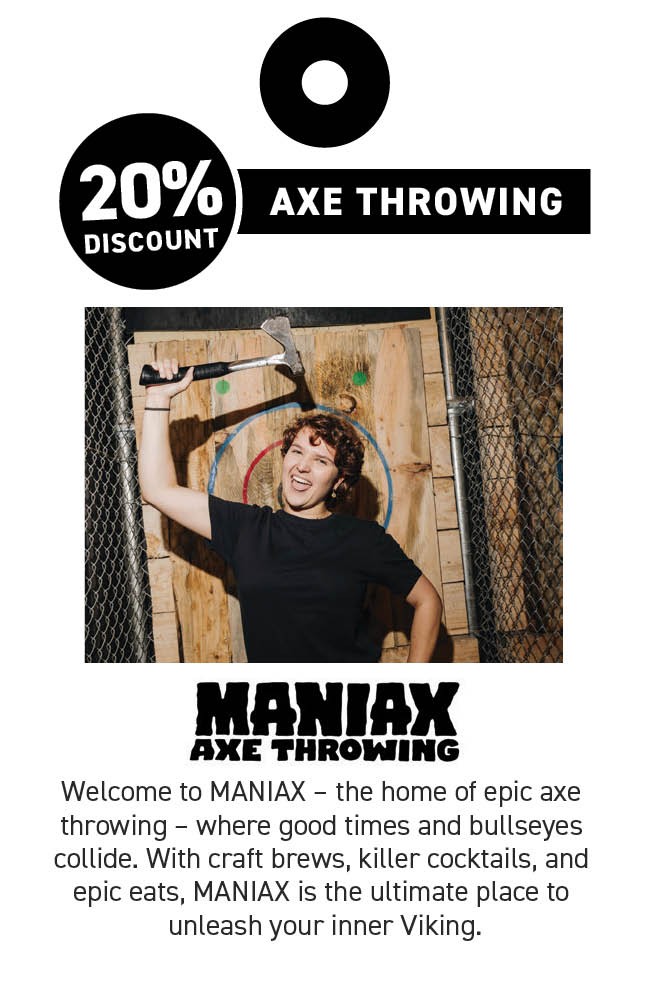 20%
DISCOUNT
AXE THROWING
MANIAX
AXE THROWING
Welcome to MANIAX – the home of epic axe
throwing – where good times and bullseyes
collide. With craft brews, killer cocktails, and
epic eats, MANIAX is the ultimate place to
unleash your inner Viking.